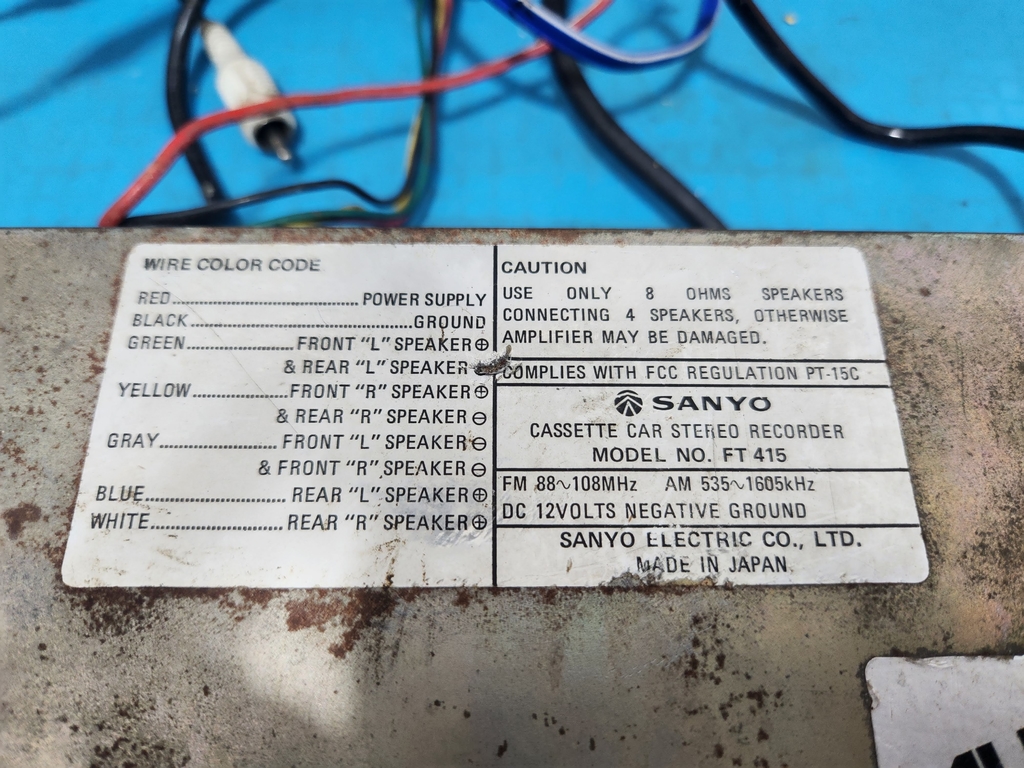 WIRE COLOR CODE
RED..........POWER SUPPLY
BLACK..........GROUND
GREEN..........FRONT "L" SPEAKER⊕
& REAR "L" SPEAKER
YELLOW..........FRONT "R" SPEAKER⊕
& REAR "R" SPEAKER⊖
GRAY..........FRONT "L" SPEAKER⊖
& FRONT "R" SPEAKER⊖
BLUE..........REAR "L" SPEAKER⊕
WHITE..........REAR "R" SPEAKER⊕
CAUTION
USE ONLY 8 OHMS SPEAKERS
CONNECTING 4 SPEAKERS, OTHERWISE
AMPLIFIER MAY BE DAMAGED.
COMPLIES WITH FCC REGULATION PT-15C
SANYO
CASSETTE CAR STEREO RECORDER
MODEL NO. FT 415
FM 88~108MHz AM 535~1605kHz
DC 12VOLTS NEGATIVE GROUND
SANYO ELECTRIC CO., LTD.
MADE IN JAPAN